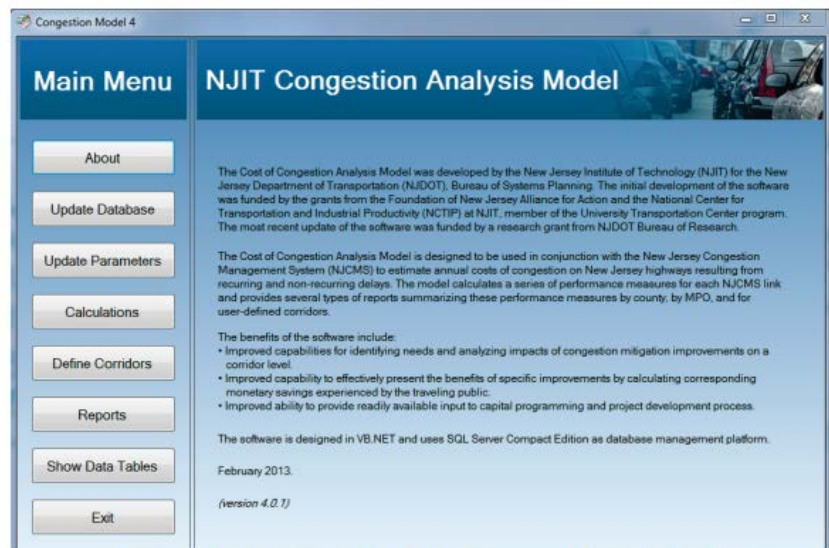 Congestion Model 4
Main Menu
NJIT Congestion Analysis Model
About
Update Database
Update Parameters
Calculations
Define Corridors
Reports
Show Data Tables
Exit
The Cost of Congestion Analysis Model was developed by the New Jersey Institute of Technology (NJIT) for the New
Jersey Department of Transportation (NJDOT), Bureau of Systems Planning. The initial development of the software
was funded by the grants from the Foundation of New Jersey Alliance for Action and the National Center for
Transportation and Industrial Productivity (NCTIP) at NJIT, member of the University Transportation Center program.
The most recent update of the software was funded by a research grant from NJDOT Bureau of Research.
The Cost of Congestion Analysis Model is designed to be used in conjunction with the New Jersey Congestion
Management System (NJCMS) to estimate annual costs of congestion on New Jersey highways resulting from
recurring and non-recurring delays. The model calculates a series of performance measures for each NJCMS link
and provides several types of reports summarizing these performance measures by county, by MPO, and for
user-defined corridors.
The benefits of the software include:
• Improved capabilities for identifying needs and analyzing impacts of congestion mitigation improvements on a
corridor level.
• Improved capability to effectively present the benefits of specific improvements by calculating corresponding
monetary savings experienced by the traveling public.
• Improved ability to provide readily available input to capital programming and project development process.
The software is designed in VB.NET and uses SQL Server Compact Edition as database management platform.
February 2013.
(version 4.0.1)